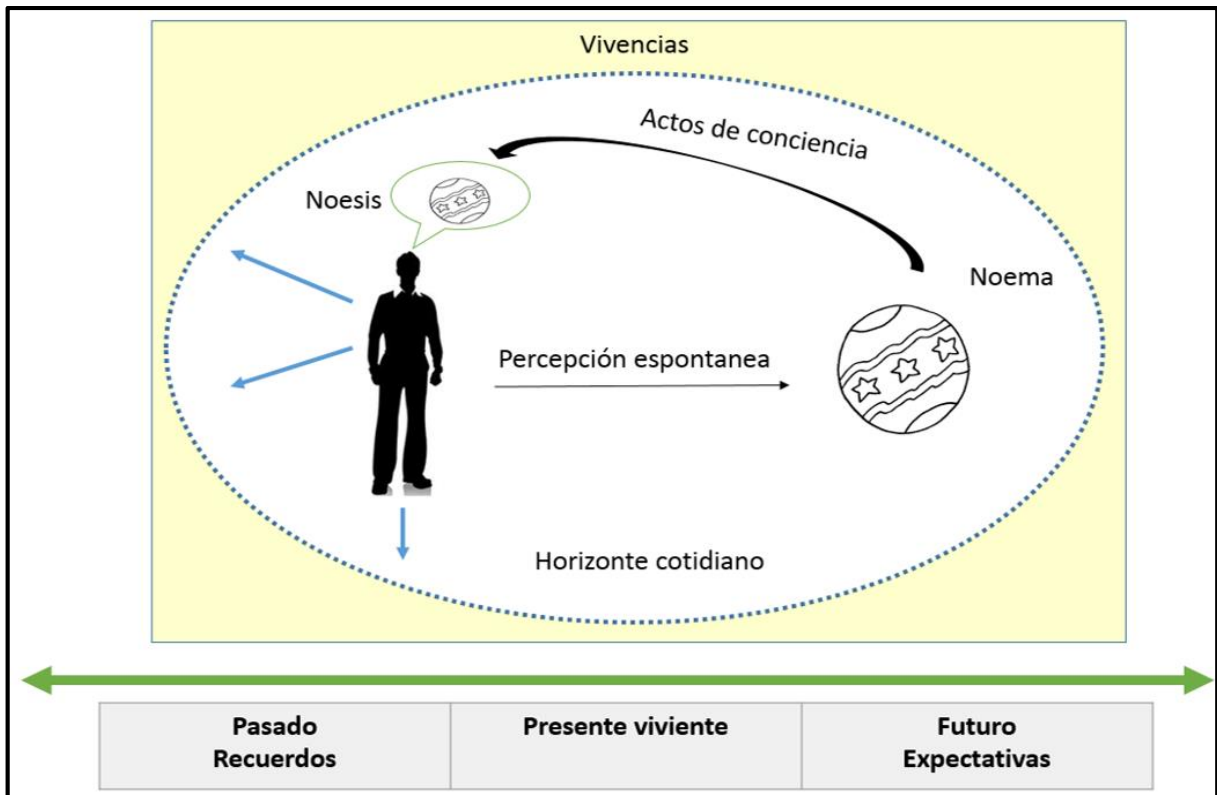 Vivencias
Actos de conciencia
Noesis
Noema
Percepción espontanea
Horizonte cotidiano
Pasado
Recuerdos
Presente viviente
Futuro
Expectativas